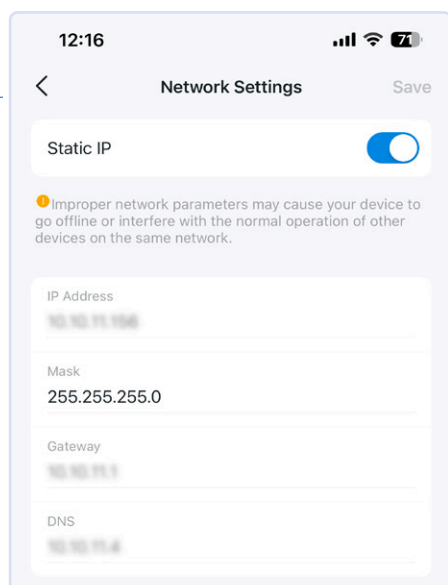 12:16
71
Network Settings
Save
Static IP
Improper network parameters may cause your device to
go offline or interfere with the normal operation of other
devices on the same network.
IP Address
Mask
255.255.255.0
Gateway
DNS